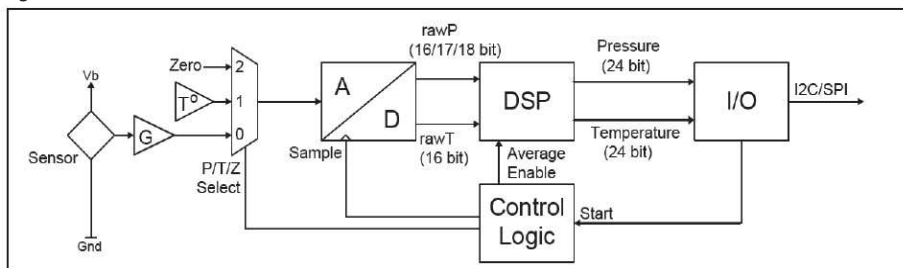 Vb
Sensor
Gnd
G
Zero
T°
2
1
0
P/T/Z
Select
A
D
Sample
rawP
(16/17/18 bit)
rawT
(16 bit)
DSP
Average
Enable
Control
Logic
Pressure
(24 bit)
Temperature
(24 bit)
I/O
Start
I2C/SPI